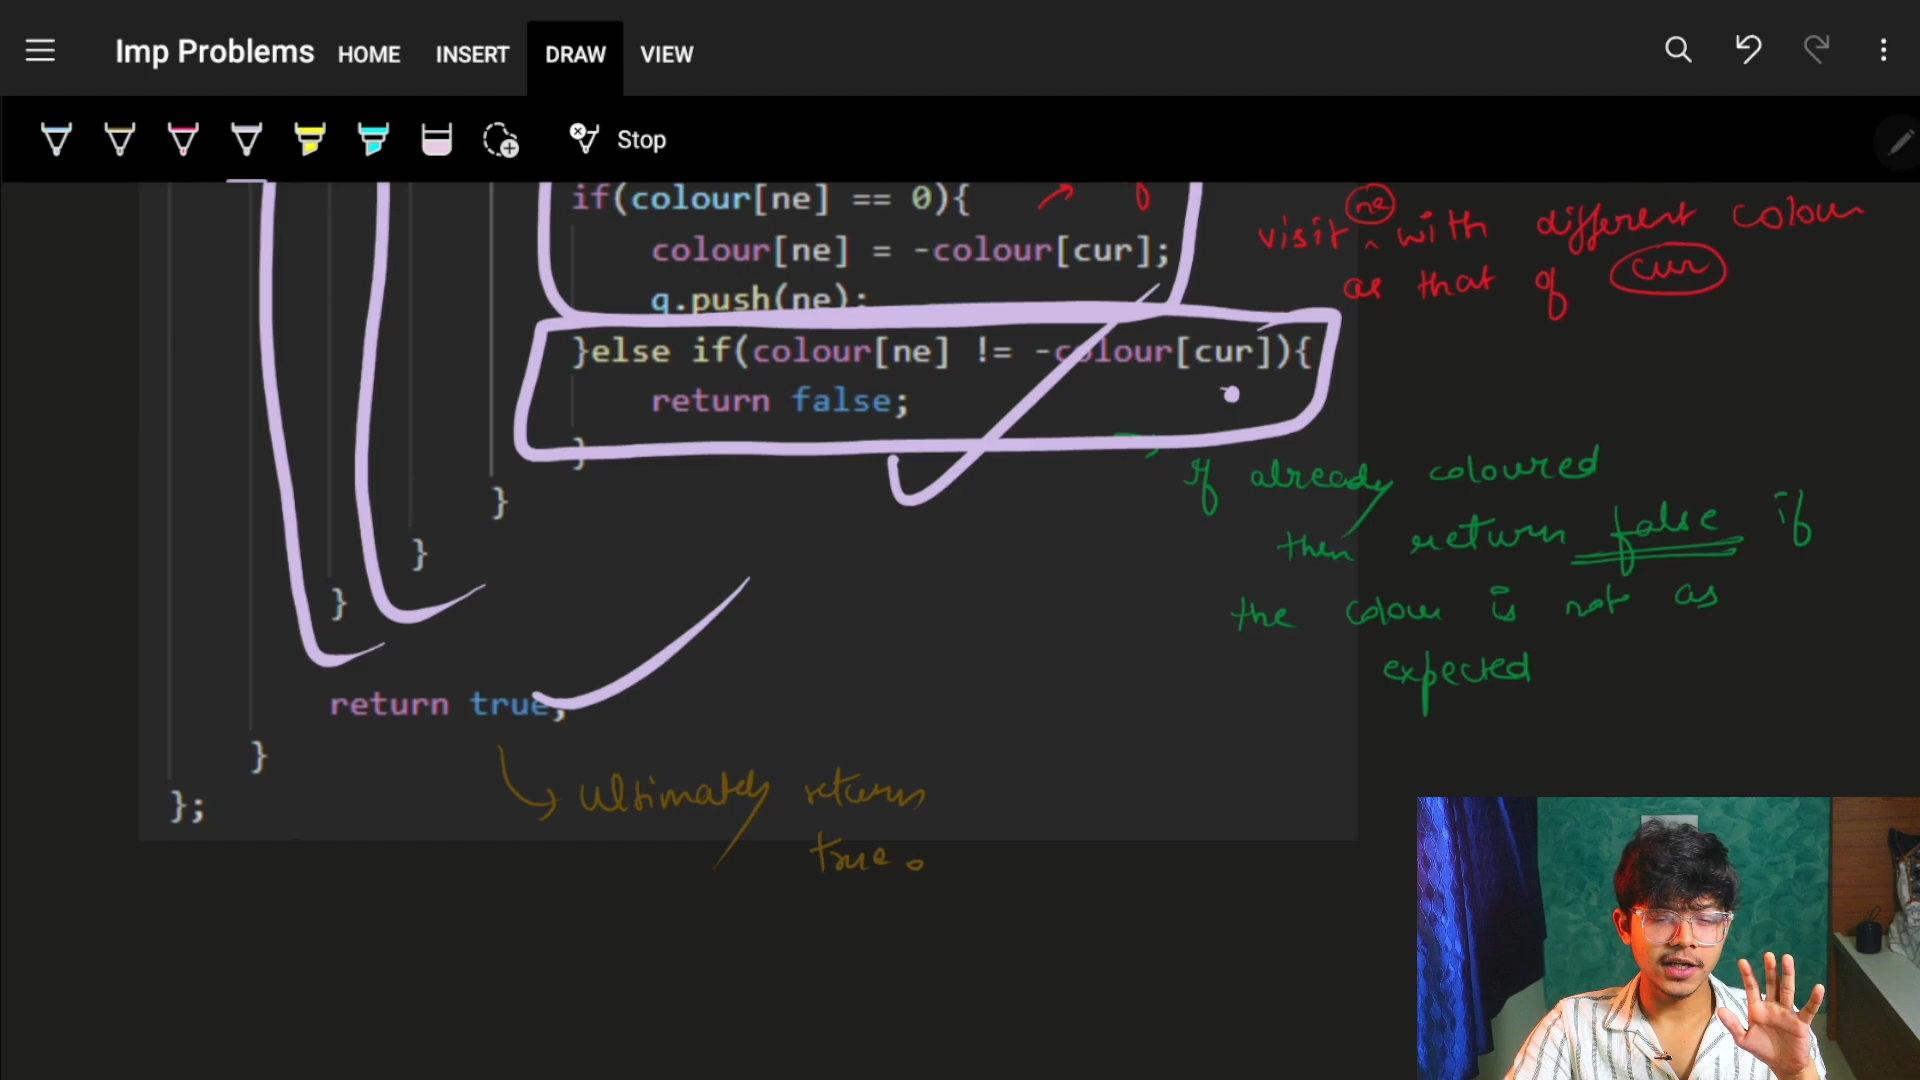 Imp Problems HOME INSERT DRAW VIEW
Stop
if(colour[ne] == 0){
colour[ne] = -colour[cur];
q.push(ne);
}else if(colour[ne] != -colour[cur]){
return false;
}
}
}
}
return true;
}
};
visit ne with different colour
as that of cur
If already coloured
then return false if
the colour is not as
expected
ultimately return
true.